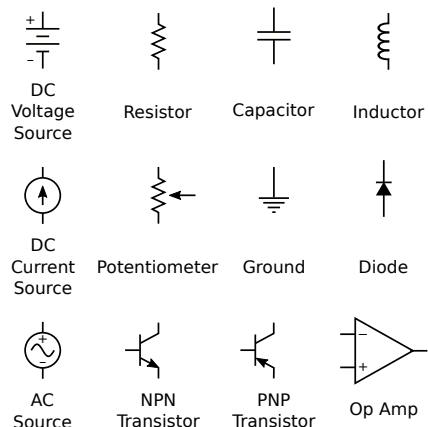 +
–
DC
Voltage
Source
Resistor
Capacitor
Inductor
DC
Current
Source
Potentiometer
Ground
Diode
+
–
AC
Source
NPN
Transistor
PNP
Transistor
–
+
Op Amp